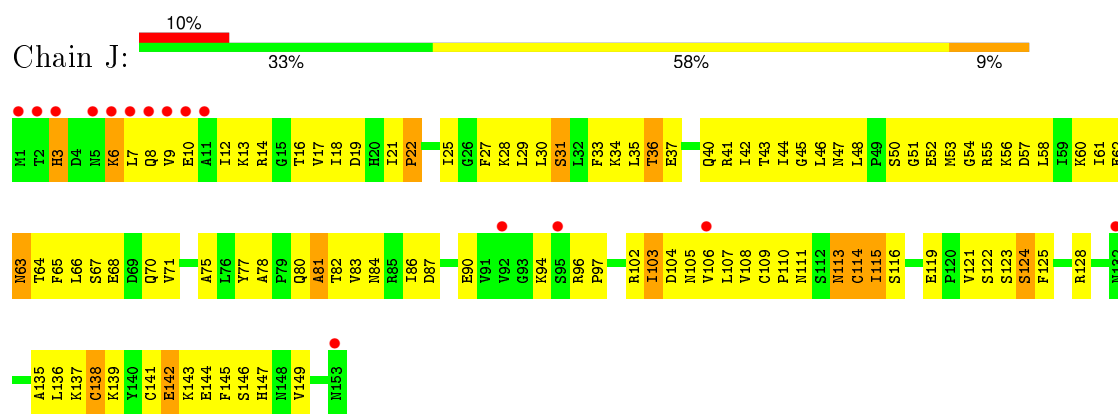 10%
Chain J:
33% 58% 9%
M1 T2 H3 D4 N5 K6 L7 Q8 V9 E10 A11 I12 K13 R14 G15 T16 V17 I18 D19 H20 I21 P22 I25 G26 F27 K28 L29 L30 S31 L32 F33 K34 L35 T36 E37 Q40 R41 I42 T43 I44 G45 L46 N47 L48 P49 S50 G51 E52 M53 G54 R55 K56 D57 L58 I59 K60 I61 E62
N63 T64 F65 L66 S67 E68 D69 Q70 V71 A75 L76 Y77 A78 P79 Q80 A81 T82 V83 N84 R85 I86 D87 E90 V91 V92 G93 K94 S95 R96 P97 R102 I103 D104 N105 V106 L107 V108 C109 P110 N111 S112 N113 C114 I115 S116 E119 P120 V121 S122 S123 S124 F125 R128 N132
A135 L136 K137 C138 K139 Y140 C141 E142 K143 E144 F145 S146 H147 N148 V149 N153